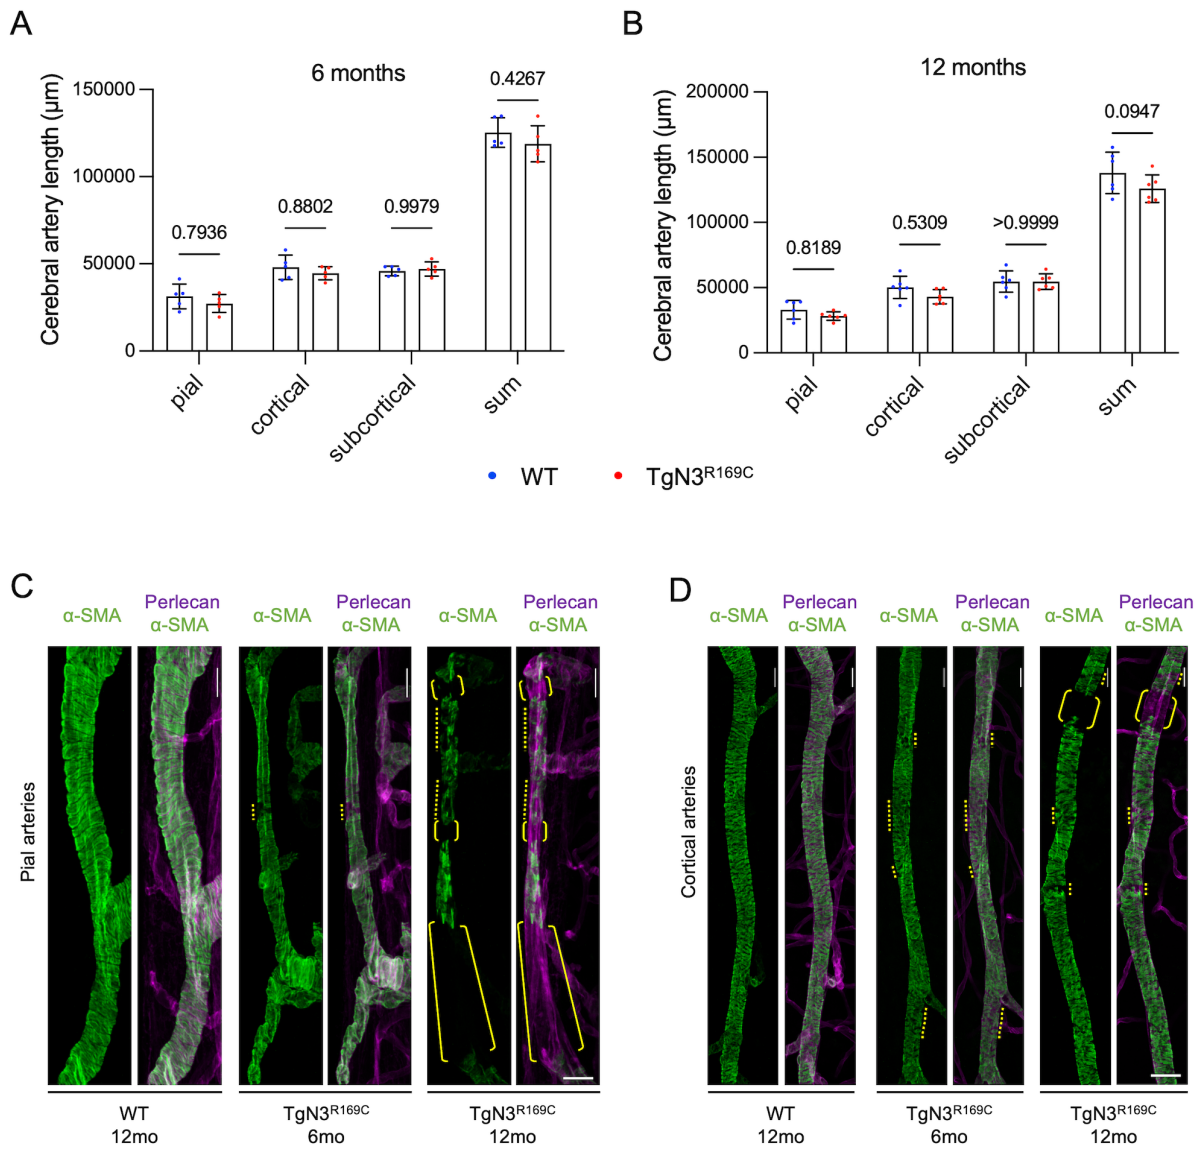 A
6 months
Cerebral artery length (μm)
150000
100000
50000
0
0.7936
0.8802
0.9979
0.4267
pial
cortical
subcortical
sum
B
12 months
Cerebral artery length (μm)
200000
150000
100000
50000
0
0.8189
0.5309
>0.9999
0.0947
pial
cortical
subcortical
sum
WT
TgN3R169C
C
α-SMA
Perlecan
α-SMA
α-SMA
Perlecan
α-SMA
α-SMA
Perlecan
α-SMA
Pial arteries
WT
12mo
TgN3R169C
6mo
TgN3R169C
12mo
D
α-SMA
Perlecan
α-SMA
α-SMA
Perlecan
α-SMA
α-SMA
Perlecan
α-SMA
Cortical arteries
WT
12mo
TgN3R169C
6mo
TgN3R169C
12mo